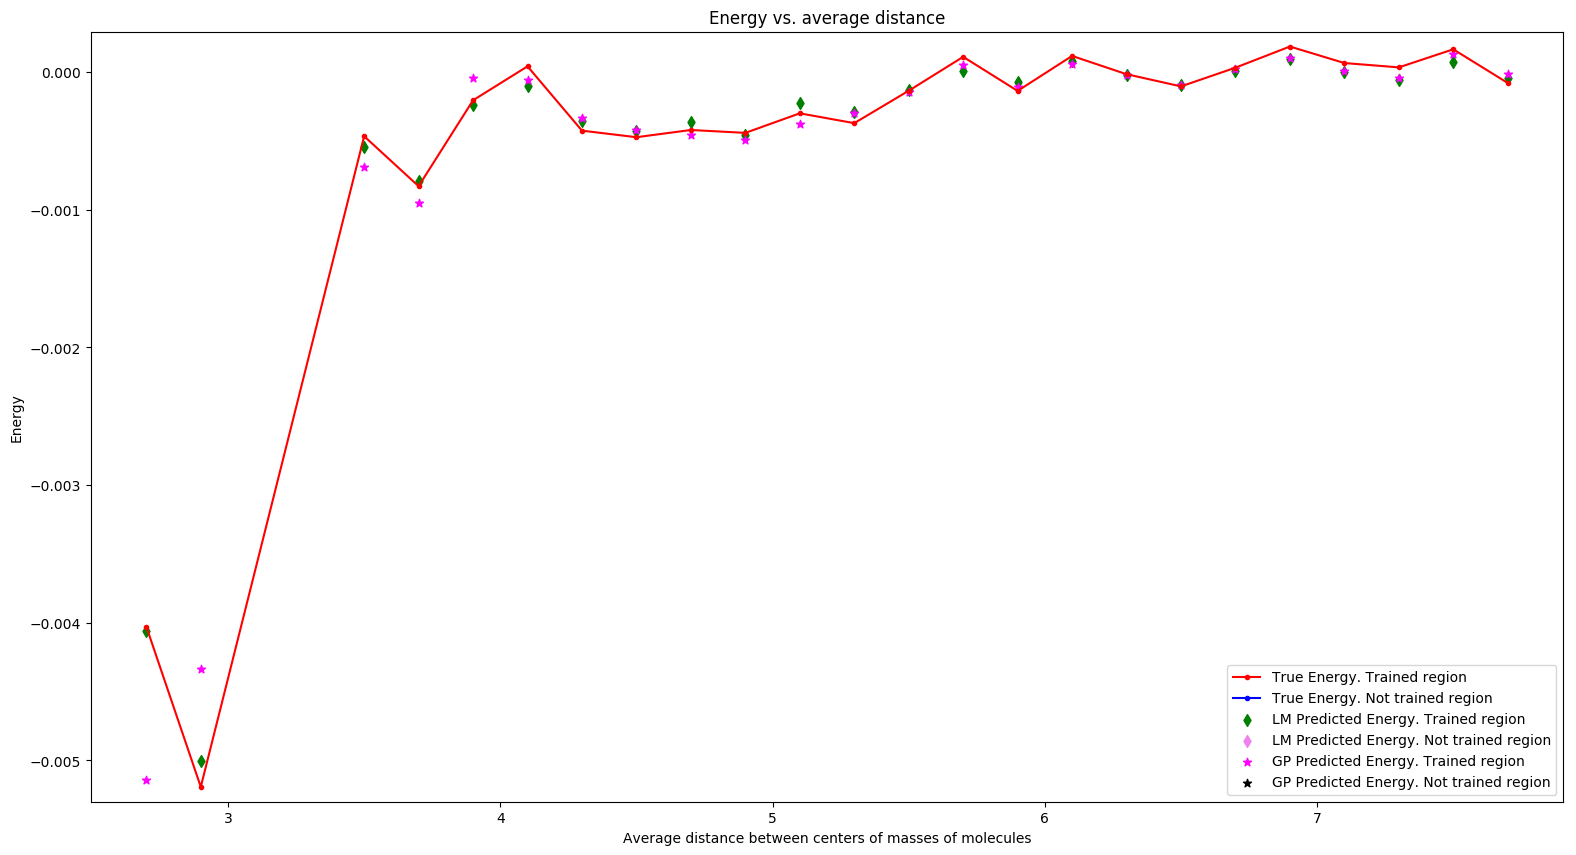 Energy vs. average distance
0.000
−0.001
−0.002
−0.003
−0.004
−0.005
Energy
3 4 5 6 7
Average distance between centers of masses of molecules
True Energy. Trained region
True Energy. Not trained region
LM Predicted Energy. Trained region
LM Predicted Energy. Not trained region
GP Predicted Energy. Trained region
GP Predicted Energy. Not trained region